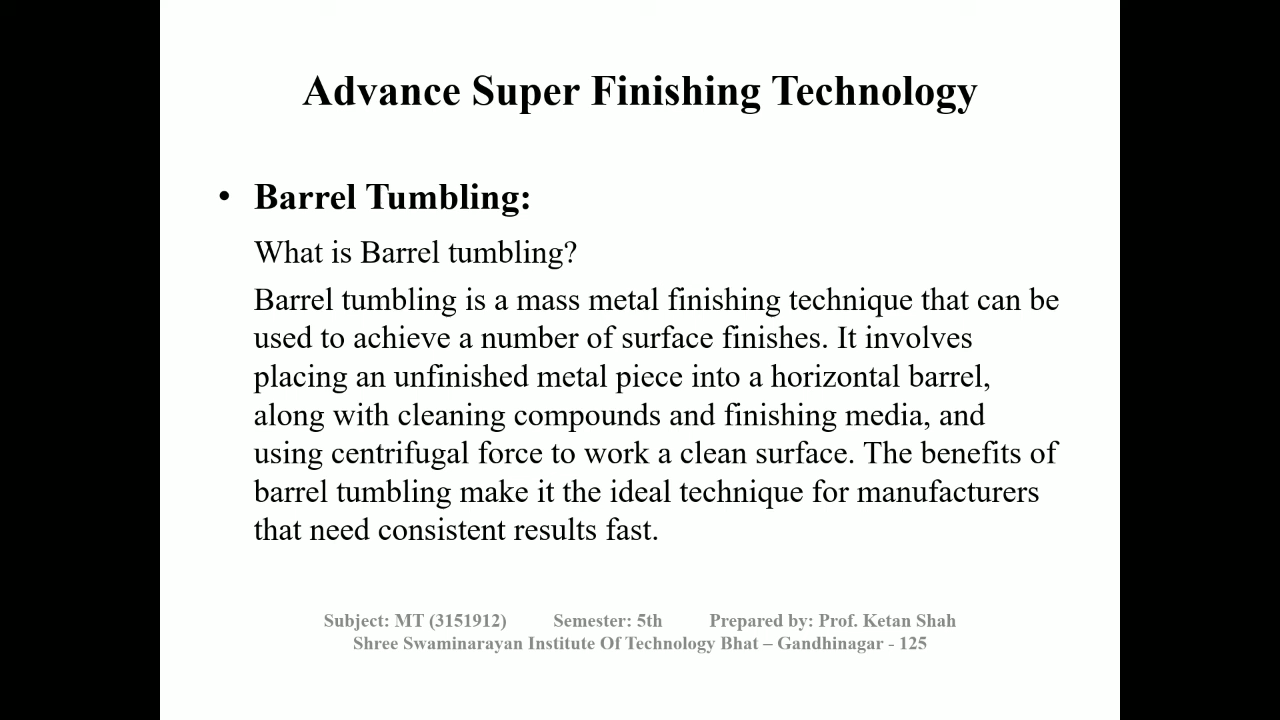 Advance Super Finishing Technology
• Barrel Tumbling:
What is Barrel tumbling?
Barrel tumbling is a mass metal finishing technique that can be
used to achieve a number of surface finishes. It involves
placing an unfinished metal piece into a horizontal barrel,
along with cleaning compounds and finishing media, and
using centrifugal force to work a clean surface. The benefits of
barrel tumbling make it the ideal technique for manufacturers
that need consistent results fast.
Subject: MT (3151912) Semester: 5th Prepared by: Prof. Ketan Shah
Shree Swaminarayan Institute Of Technology Bhat – Gandhinagar - 125